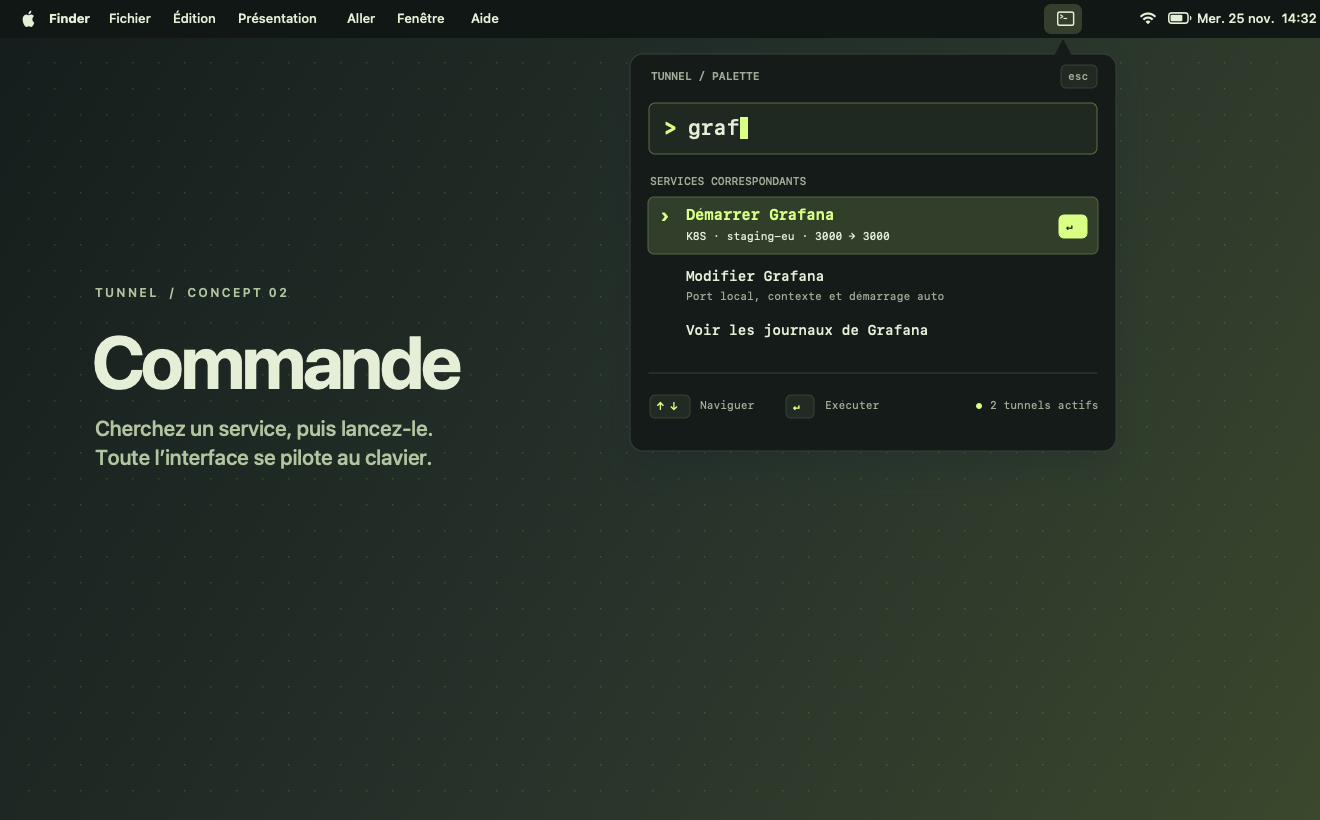 Finder Fichier Édition Présentation Aller Fenêtre Aide Mer. 25 nov. 14:32
TUNNEL / PALETTE esc
> graf
SERVICES CORRESPONDANTS
› Démarrer Grafana
K8S · staging-eu · 3000 → 3000 ↵
Modifier Grafana
Port local, contexte et démarrage auto
Voir les journaux de Grafana
↑ ↓ Naviguer ↵ Exécuter ● 2 tunnels actifs
TUNNEL / CONCEPT 02
Commande
Cherchez un service, puis lancez-le.
Toute l’interface se pilote au clavier.